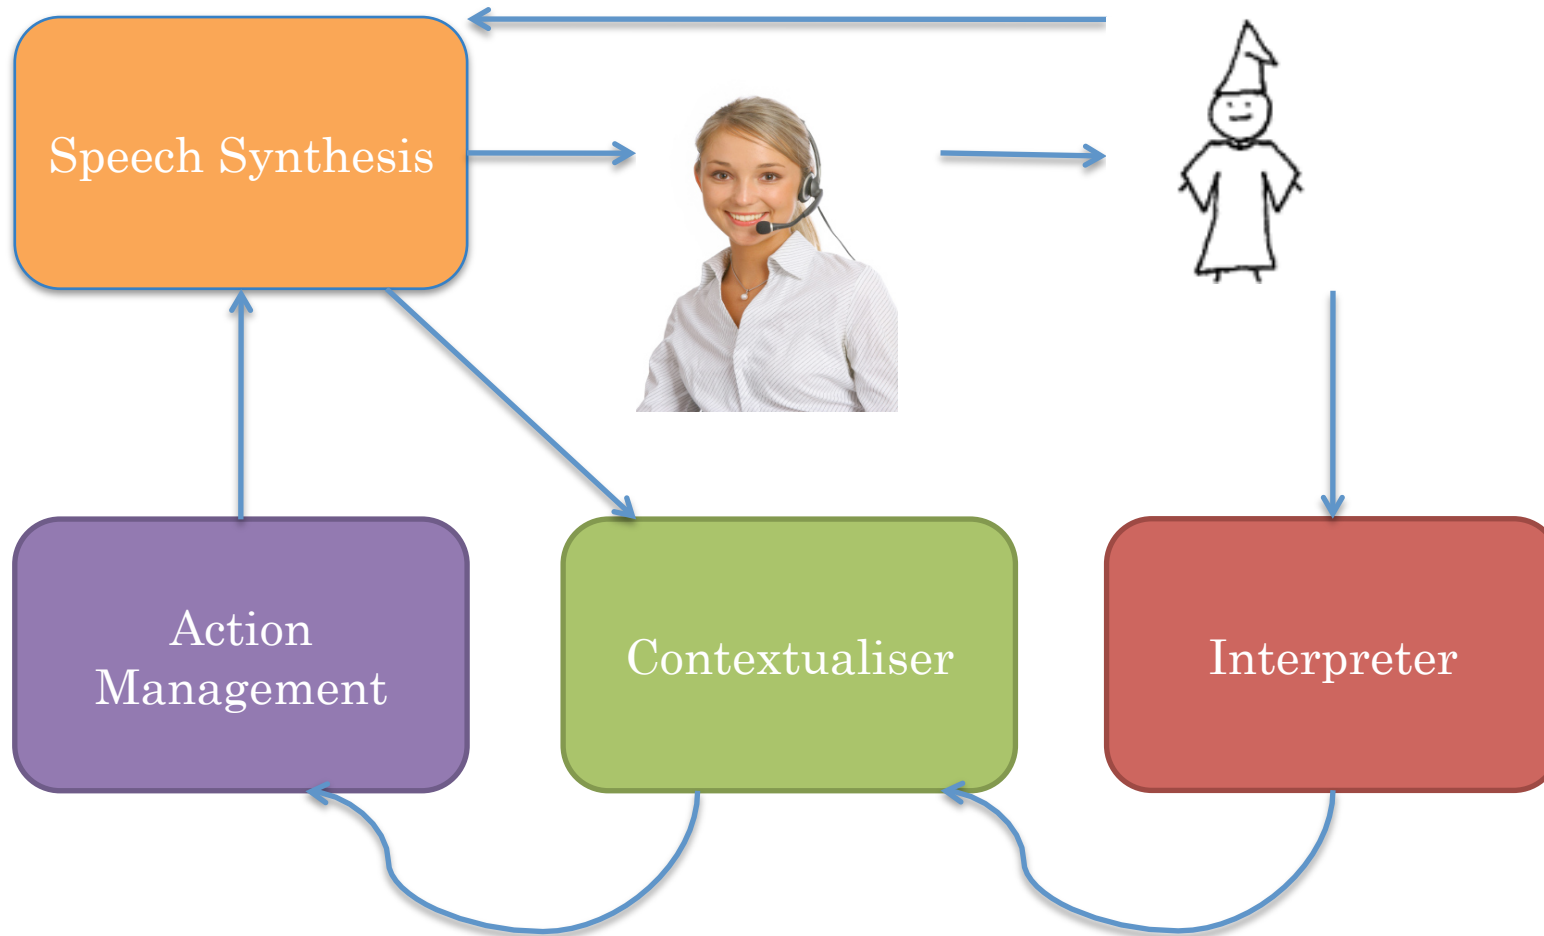 Speech Synthesis
Action
Management
Contextualiser
Interpreter